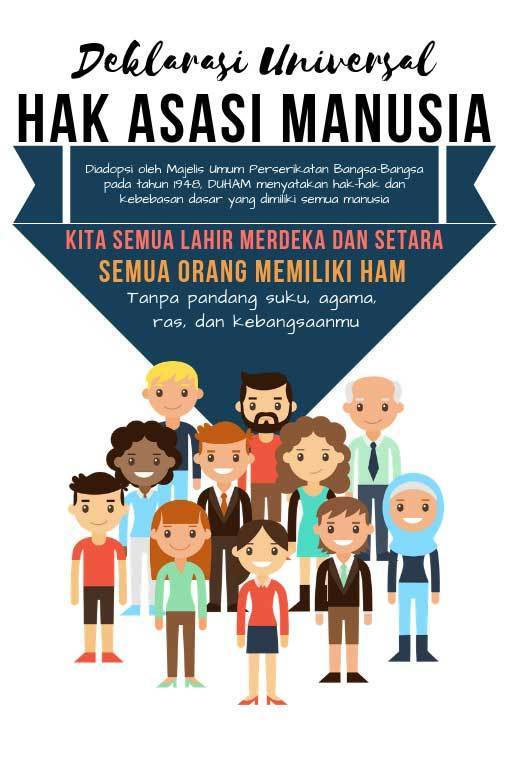 Deklarasi Universal
HAK ASASI MANUSIA
Diadopsi oleh Majelis Umum Perserikatan Bangsa-Bangsa
pada tahun 1948, DUHAM menyatakan hak-hak dan
kebebasan dasar yang dimiliki semua manusia
KITA SEMUA LAHIR MERDEKA DAN SETARA
SEMUA ORANG MEMILIKI HAM
Tanpa pandang suku, agama,
ras, dan kebangsaanmu